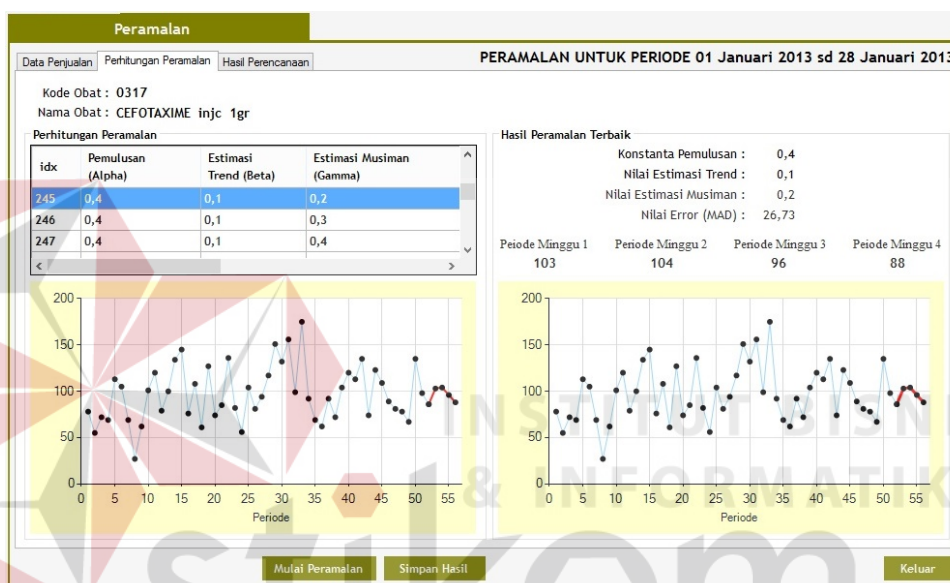 Peramalan
Data Penjualan Perhitungan Peramalan Hasil Perencanaan
PERAMALAN UNTUK PERIODE 01 Januari 2013 sd 28 Januari 2013
Kode Obat : 0317
Nama Obat : CEFOTAXIME injc 1gr
Perhitungan Peramalan
idx Pemulusan (Alpha) Estimasi Trend (Beta) Estimasi Musiman (Gamma)
245 0,4 0,1 0,2
246 0,4 0,1 0,3
247 0,4 0,1 0,4
Hasil Peramalan Terbaik
Konstanta Pemulusan : 0,4
Nilai Estimasi Trend : 0,1
Nilai Estimasi Musiman : 0,2
Nilai Error (MAD) : 26,73
Peiode Minggu 1 Periode Minggu 2 Periode Minggu 3 Peiode Minggu 4
103 104 96 88
200
150
100
50
0
0 5 10 15 20 25 30 35 40 45 50 55
Periode
200
150
100
50
0
0 5 10 15 20 25 30 35 40 45 50 55
Periode
INSTITUT BISN
& INFORMATIK
stikom
Mulai Peramalan Simpan Hasil Keluar